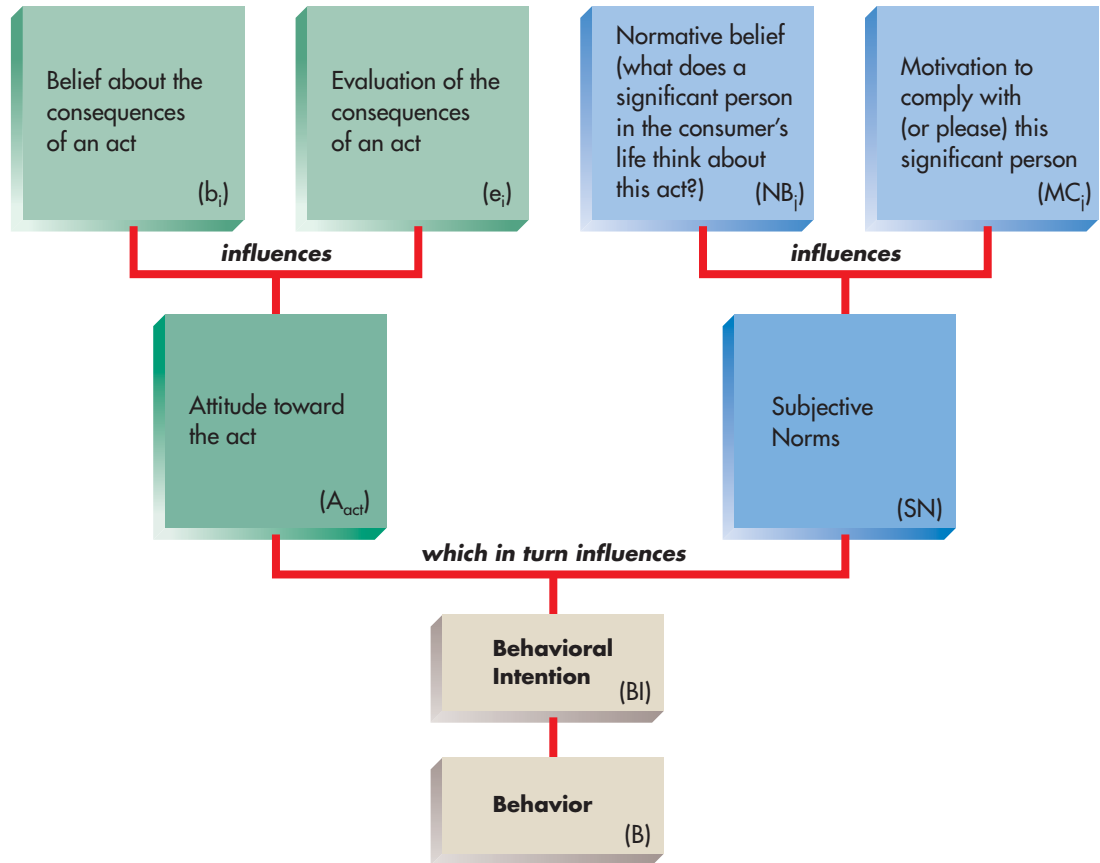 Belief about the
consequences
of an act
(bi)
Evaluation of the
consequences
of an act
(ei)
Normative belief
(what does a
significant person
in the consumer’s
life think about
this act?)
(NBj)
Motivation to
comply with
(or please) this
significant person
(MCj)
influences
influences
Attitude toward
the act
(Aact)
Subjective
Norms
(SN)
which in turn influences
Behavioral
Intention
(BI)
Behavior
(B)